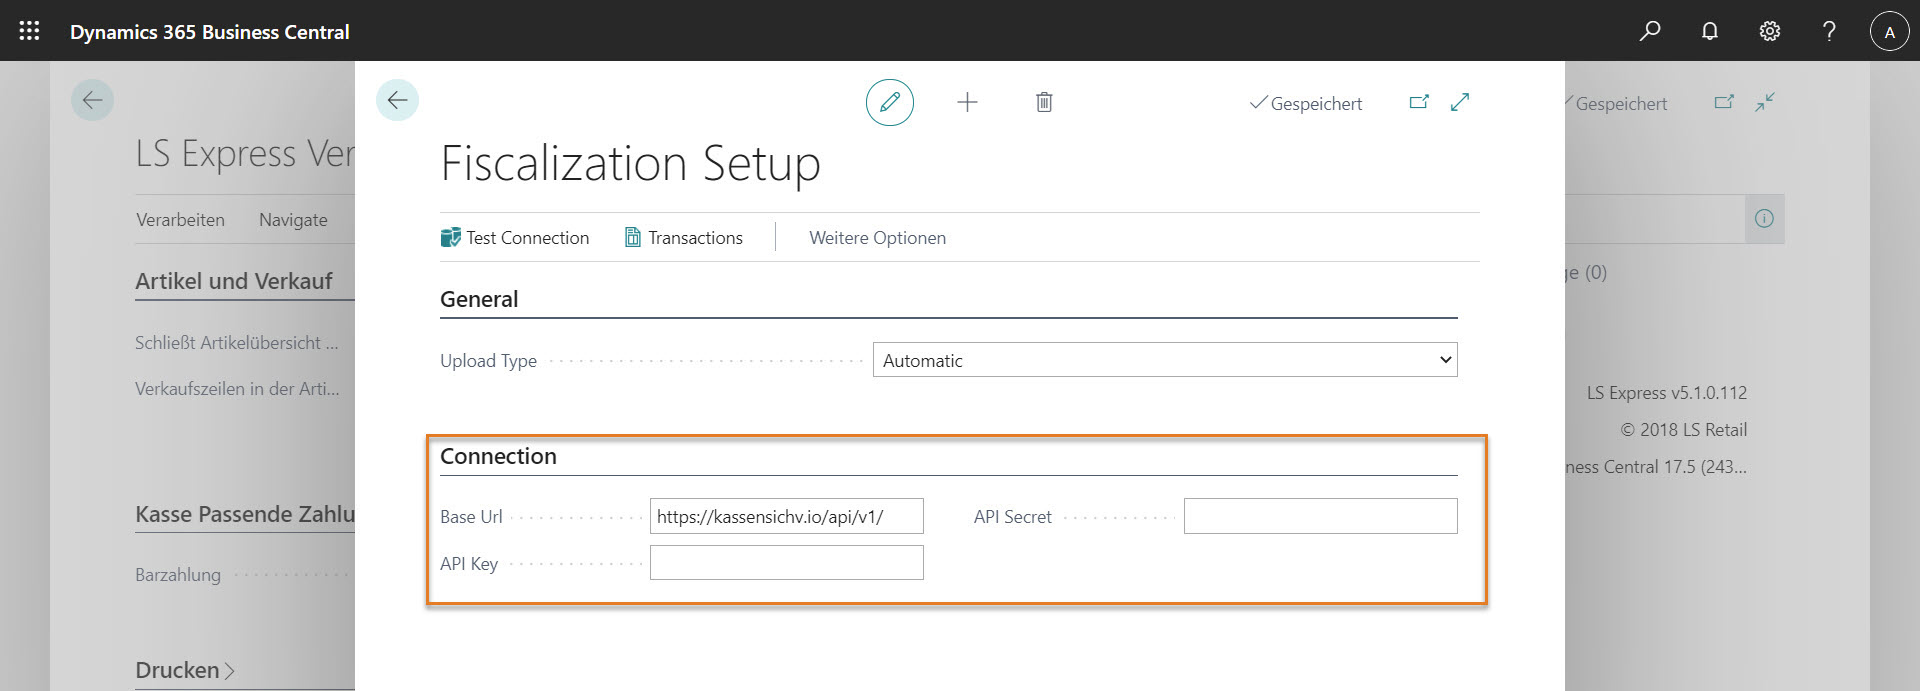 Dynamics 365 Business Central
A
Gespeichert
Gespeichert
LS Express Ver
Fiscalization Setup
Verarbeiten Navigate
Test Connection Transactions Weitere Optionen
Artikel und Verkauf
General
(0)
Schließt Artikelübersicht ...
Upload Type Automatic
Verkaufszeilen in der Arti...
LS Express v5.1.0.112
© 2018 LS Retail
Connection
ness Central 17.5 (243...
Kasse Passende Zahlu
Base Url https://kassensichv.io/api/v1/ API Secret
API Key
Barzahlung
Drucken